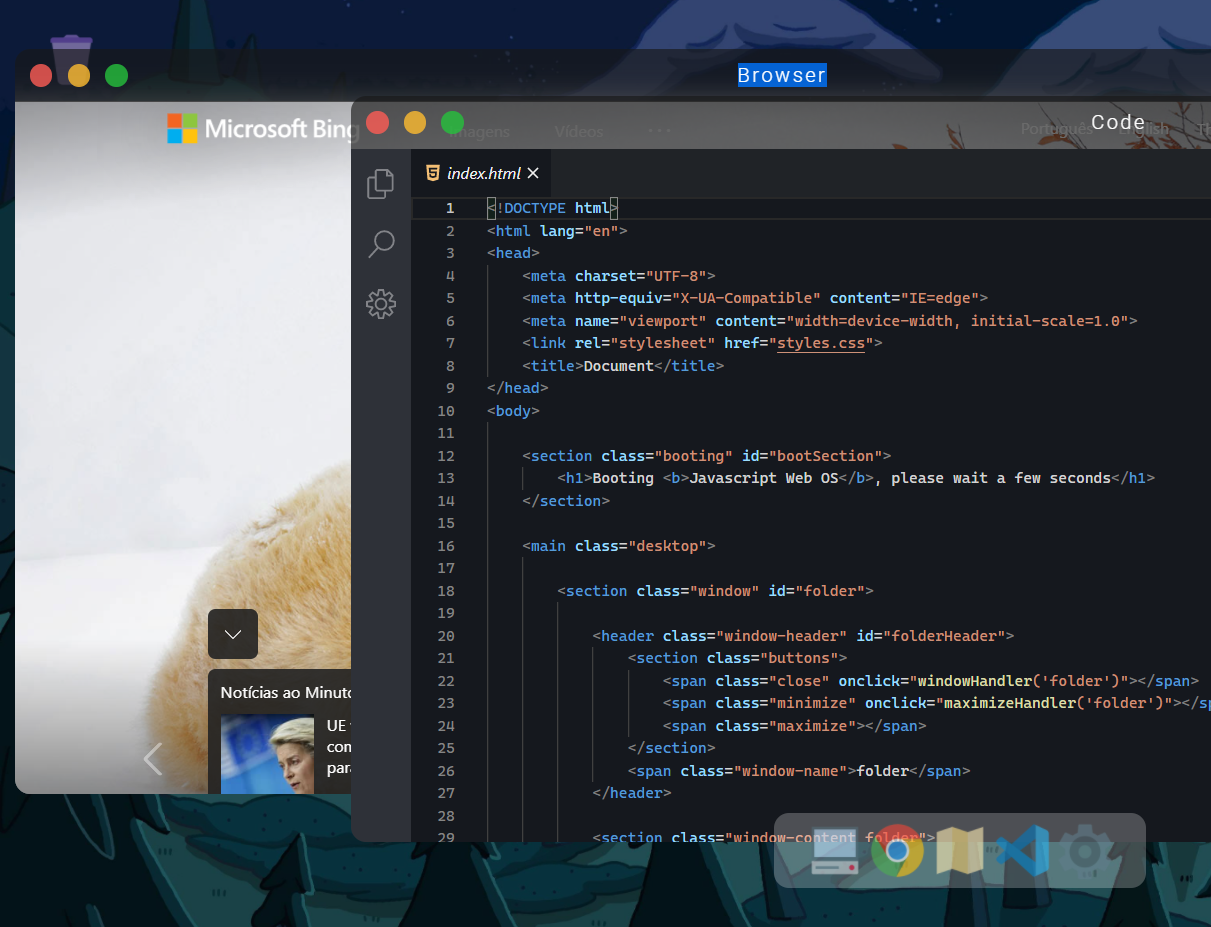 Browser
Microsoft Bing
Imagens Vídeos ...
Português English
Code
index.html
1 <!DOCTYPE html>
2 <html lang="en">
3 <head>
4 <meta charset="UTF-8">
5 <meta http-equiv="X-UA-Compatible" content="IE=edge">
6 <meta name="viewport" content="width=device-width, initial-scale=1.0">
7 <link rel="stylesheet" href="styles.css">
8 <title>Document</title>
9 </head>
10 <body>
11
12 <section class="booting" id="bootSection">
13 <h1>Booting <b>Javascript Web OS</b>, please wait a few seconds</h1>
14 </section>
15
16 <main class="desktop">
17
18 <section class="window" id="folder">
19
20 <header class="window-header" id="folderHeader">
21 <section class="buttons">
22 <span class="close" onclick="windowHandler('folder')"></span>
23 <span class="minimize" onclick="maximizeHandler('folder')"></sp
24 <span class="maximize"></span>
25 </section>
26 <span class="window-name">folder</span>
27 </header>
28
29 <section class="window-content folder">
Notícias ao Minuto
UE
com
para